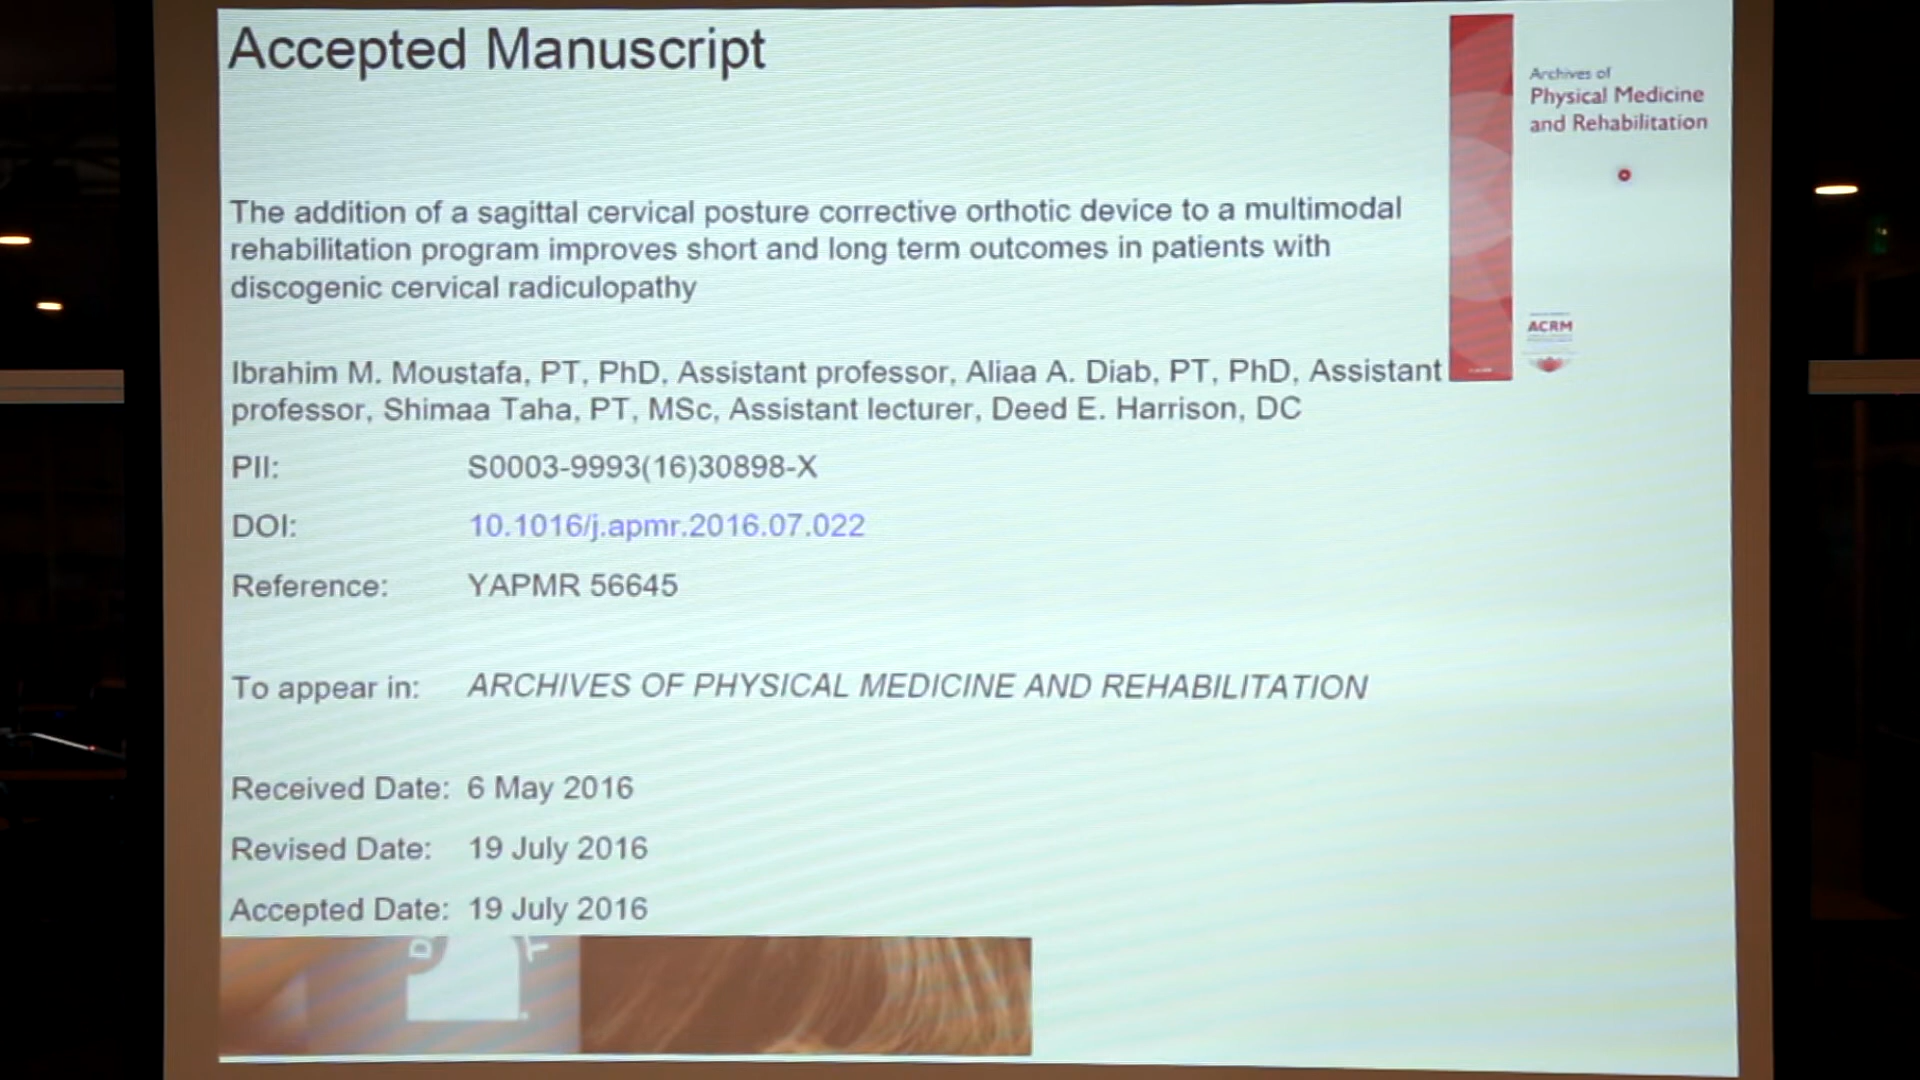 Accepted Manuscript
Archives of
Physical Medicine
and Rehabilitation
The addition of a sagittal cervical posture corrective orthotic device to a multimodal
rehabilitation program improves short and long term outcomes in patients with
discogenic cervical radiculopathy
ACRM
Ibrahim M. Moustafa, PT, PhD, Assistant professor, Aliaa A. Diab, PT, PhD, Assistant
professor, Shimaa Taha, PT, MSc, Assistant lecturer, Deed E. Harrison, DC
PII: S0003-9993(16)30898-X
DOI: 10.1016/j.apmr.2016.07.022
Reference: YAPMR 56645
To appear in: ARCHIVES OF PHYSICAL MEDICINE AND REHABILITATION
Received Date: 6 May 2016
Revised Date: 19 July 2016
Accepted Date: 19 July 2016